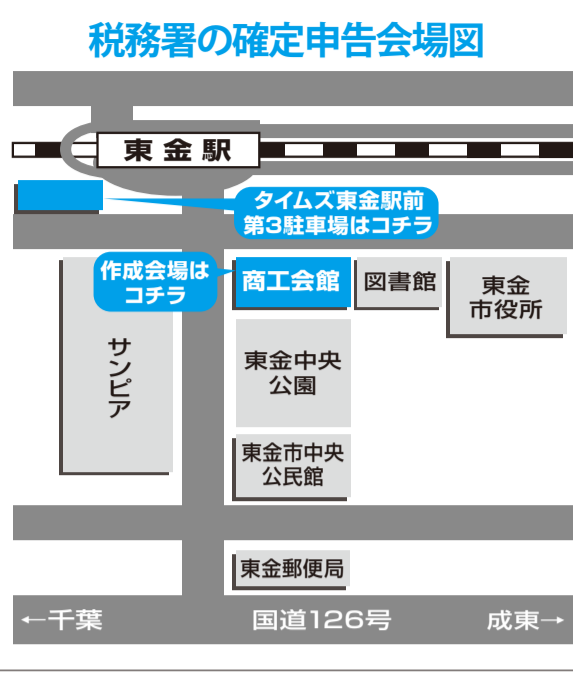 税務署の確定申告会場図
東金駅
タイムズ東金駅前
第3駐車場はコチラ
作成会場は
コチラ
商工会館
図書館
東金
市役所
サンピア
東金中央
公園
東金市中央
公民館
東金郵便局
←千葉
国道126号
成東→